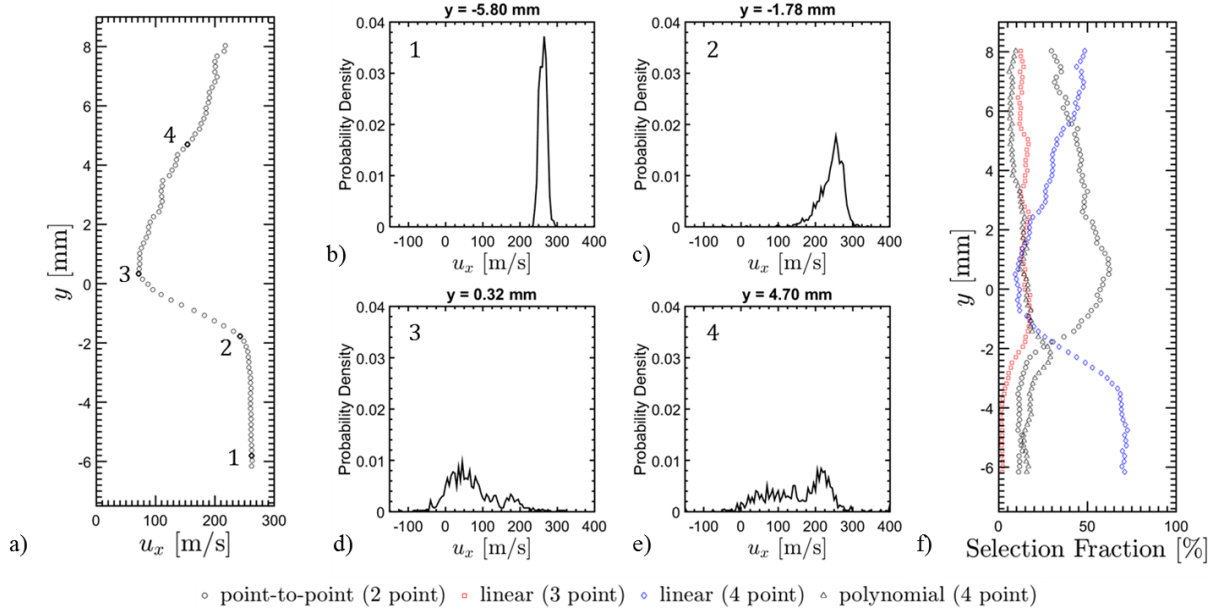 y = -5.80 mm
y = -1.78 mm
8
6
4
2
0
-2
-4
-6
y [mm]
4
3
2
1
0 100 200 300
u_x [m/s]
a)
0.04
0.03
0.02
0.01
0
Probability Density
1
-100 0 100 200 300 400
u_x [m/s]
b)
0.04
0.03
0.02
0.01
0
Probability Density
2
-100 0 100 200 300 400
u_x [m/s]
c)
y = 0.32 mm
0.04
0.03
0.02
0.01
0
Probability Density
3
-100 0 100 200 300 400
u_x [m/s]
d)
y = 4.70 mm
0.04
0.03
0.02
0.01
0
Probability Density
4
-100 0 100 200 300 400
u_x [m/s]
e)
8
6
4
2
0
-2
-4
-6
y [mm]
0 50 100
Selection Fraction [%]
f)
point-to-point (2 point) linear (3 point) linear (4 point) polynomial (4 point)